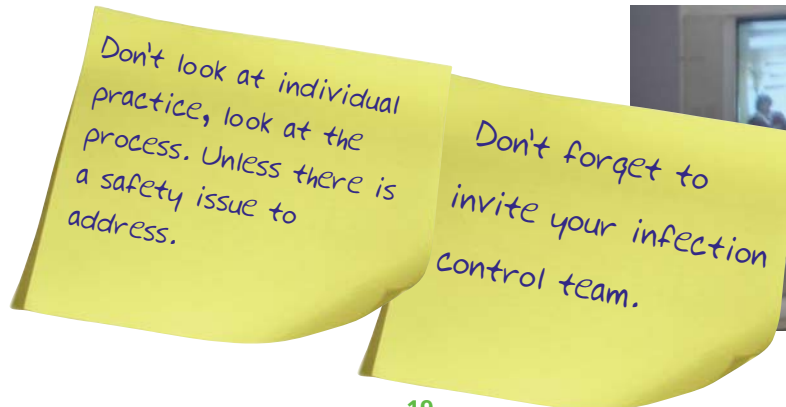 Don't look at individual
practice, look at the
process. Unless there is
a safety issue to
address.
Don't forget to
invite your infection
control team.